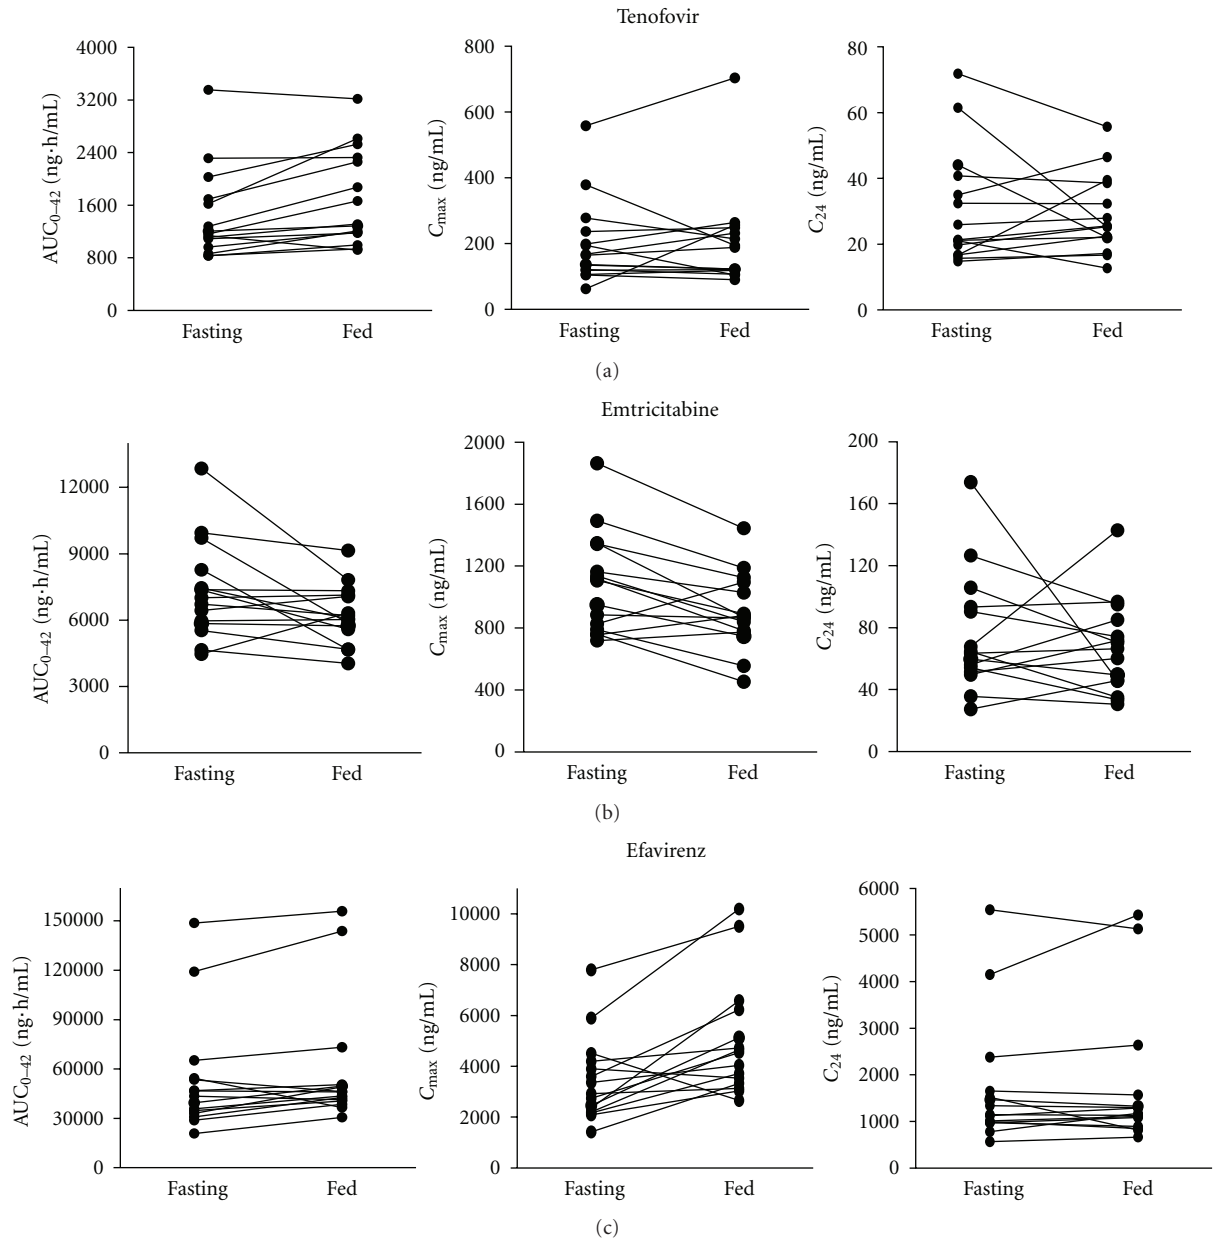 Tenofovir
AUC0–42 (ng·h/mL)
4000
3200
2400
1600
800
0
Fasting
Fed
Cmax (ng/mL)
800
600
400
200
0
Fasting
Fed
C24 (ng/mL)
80
60
40
20
0
Fasting
Fed
(a)
Emtricitabine
AUC0–42 (ng·h/mL)
12000
9000
6000
3000
0
Fasting
Fed
Cmax (ng/mL)
2000
1600
1200
800
400
0
Fasting
Fed
C24 (ng/mL)
200
160
120
80
40
0
Fasting
Fed
(b)
Efavirenz
AUC0–42 (ng·h/mL)
150000
120000
90000
60000
30000
0
Fasting
Fed
Cmax (ng/mL)
10000
8000
6000
4000
2000
0
Fasting
Fed
C24 (ng/mL)
6000
5000
4000
3000
2000
1000
0
Fasting
Fed
(c)